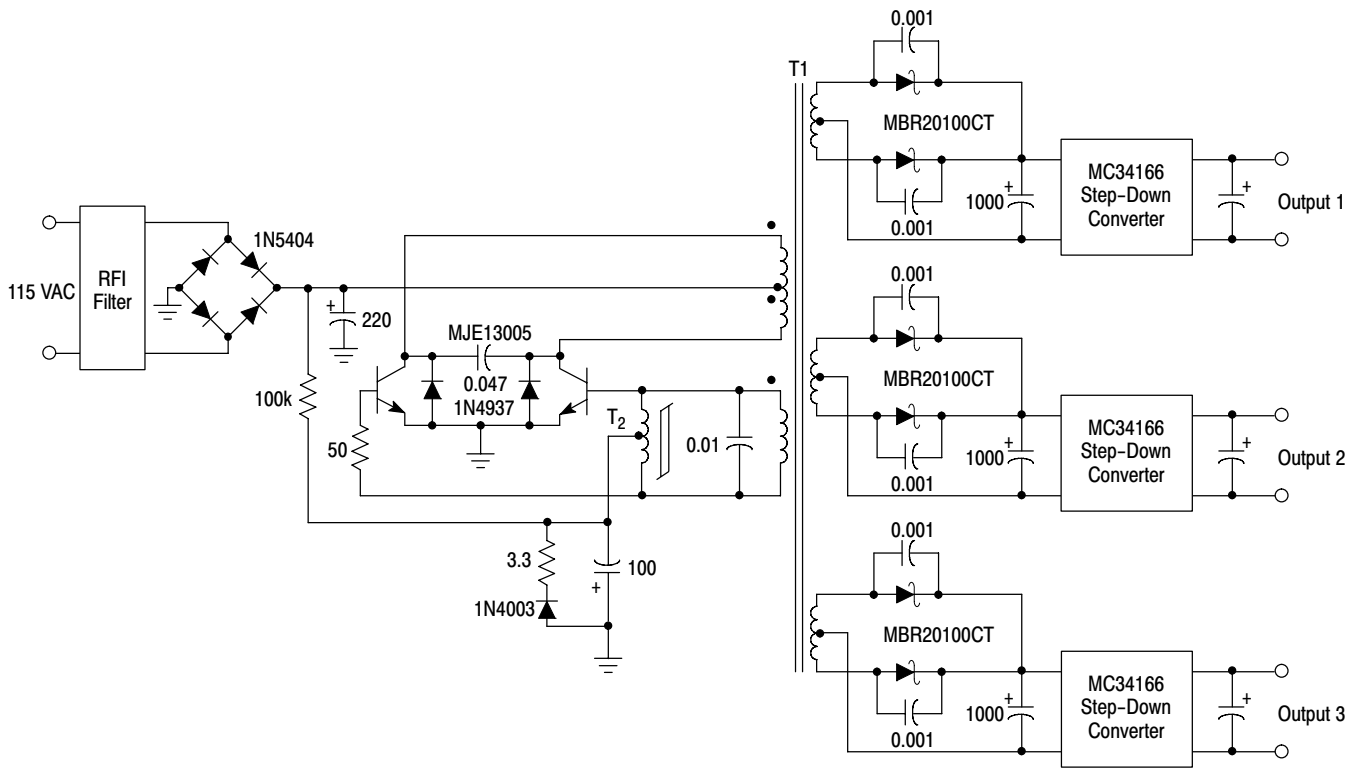 0.001
T1
MBR20100CT
0.001
1000
+
MC34166
Step-Down
Converter
+
Output 1
115 VAC
RFI
Filter
1N5404
+
220
100k
MJE13005
0.047
1N4937
50
T2
0.01
3.3
1N4003
100
+
0.001
MBR20100CT
0.001
1000
+
MC34166
Step-Down
Converter
+
Output 2
0.001
MBR20100CT
0.001
1000
+
MC34166
Step-Down
Converter
+
Output 3